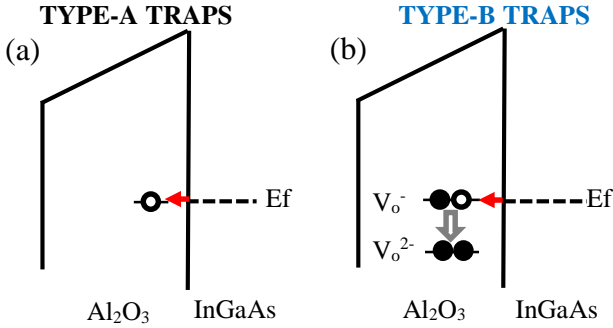 TYPE-A TRAPS
TYPE-B TRAPS
(a)
(b)
Ef
Vₒ⁻
Ef
Vₒ²⁻
Al₂O₃
InGaAs
Al₂O₃
InGaAs